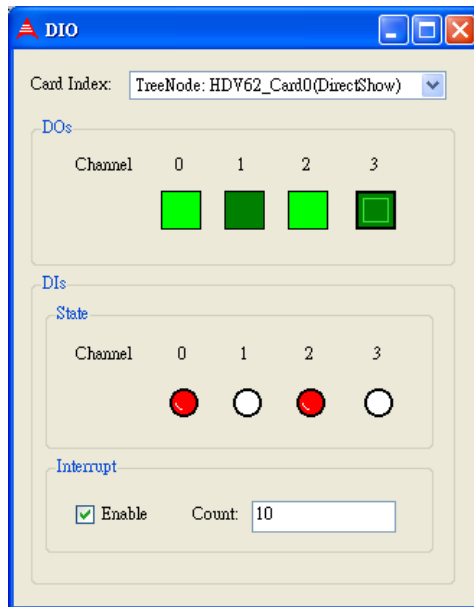 DIO
Card Index: TreeNode: HDV62_Card0(DirectShow)
DOs
Channel 0 1 2 3
DIs
State
Channel 0 1 2 3
Interrupt
Enable Count: 10